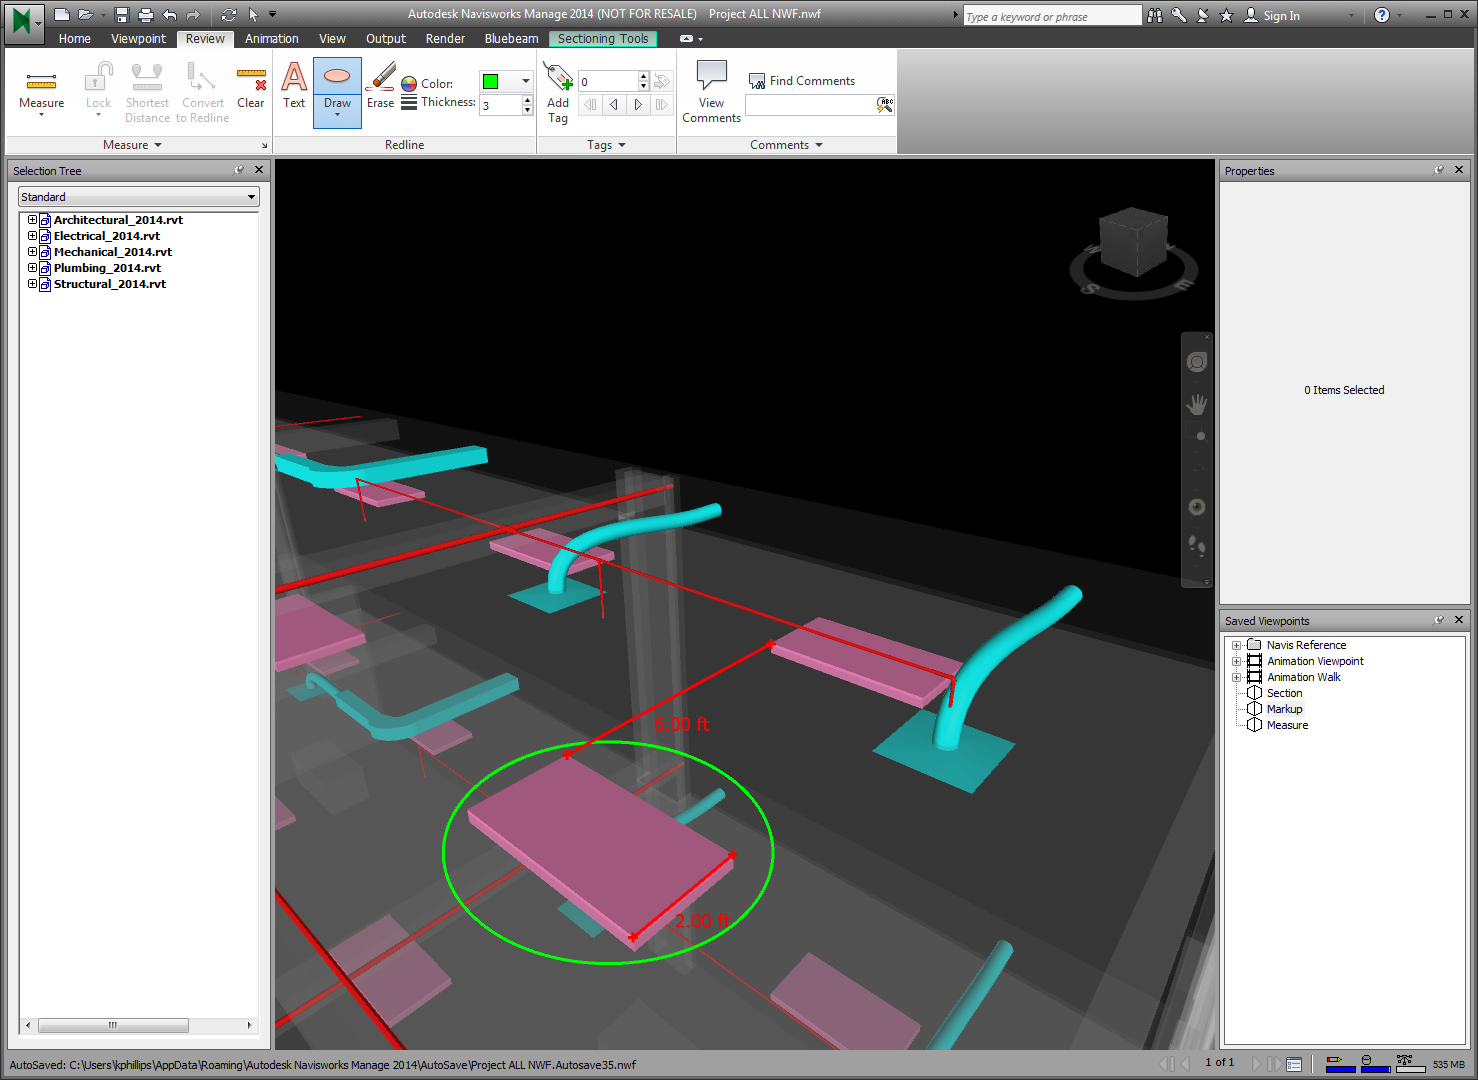 Autodesk Navisworks Manage 2014 (NOT FOR RESALE)    Project ALL NWF.nwf
Type a keyword or phrase
Sign In
Home Viewpoint Review Animation View Output Render Bluebeam Sectioning Tools
Measure
Lock
Shortest Distance
Convert to Redline
Clear
Text
Draw
Erase
Color:
Thickness: 3
Add Tag
0
View Comments
Find Comments
Measure
Redline
Tags
Comments
Selection Tree
Standard
Architectural_2014.rvt
Electrical_2014.rvt
Mechanical_2014.rvt
Plumbing_2014.rvt
Structural_2014.rvt
S
E
6.00 ft
2.00 ft
Properties
0 Items Selected
Saved Viewpoints
Navis Reference
Animation Viewpoint
Animation Walk
Section
Markup
Measure
AutoSaved: C:\Users\kphillips\AppData\Roaming\Autodesk Navisworks Manage 2014\AutoSave\Project ALL NWF.Autosave35.nwf
1 of 1
535 MB